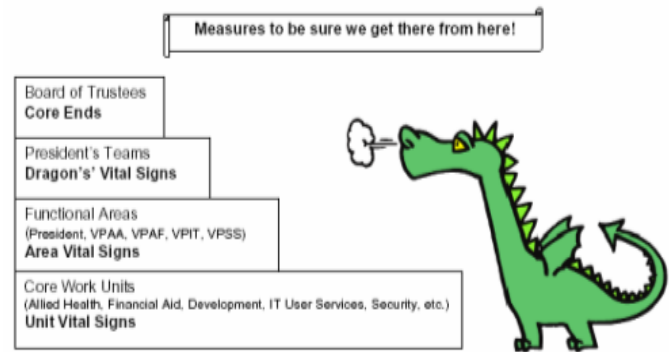 Measures to be sure we get there from here!
Board of Trustees
Core Ends
President's Teams
Dragon's' Vital Signs
Functional Areas
(President, VPAA, VPAF, VPIT, VPSS)
Area Vital Signs
Core Work Units
(Allied Health, Financial Aid, Development, IT User Services, Security, etc.)
Unit Vital Signs